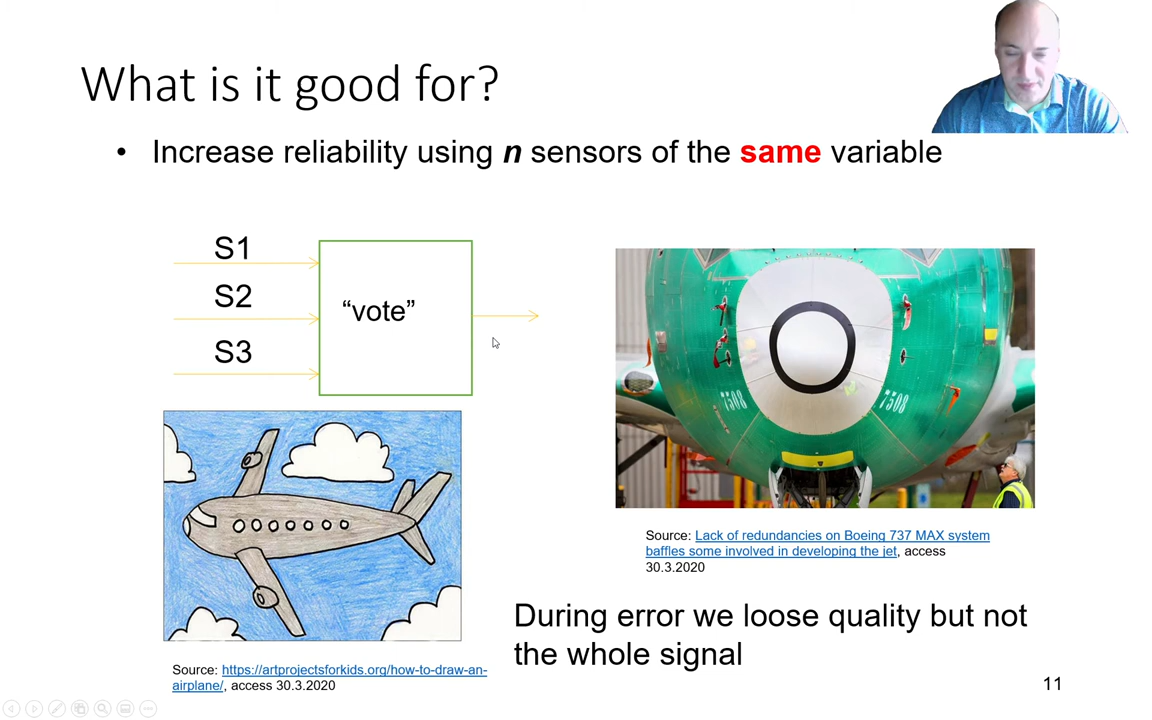 What is it good for?
• Increase reliability using n sensors of the same variable
S1
S2
S3
“vote”
7508
7508
Source: Lack of redundancies on Boeing 737 MAX system
baffles some involved in developing the jet, access
30.3.2020
During error we loose quality but not
the whole signal
Source: https://artprojectsforkids.org/how-to-draw-an-
airplane/, access 30.3.2020
11